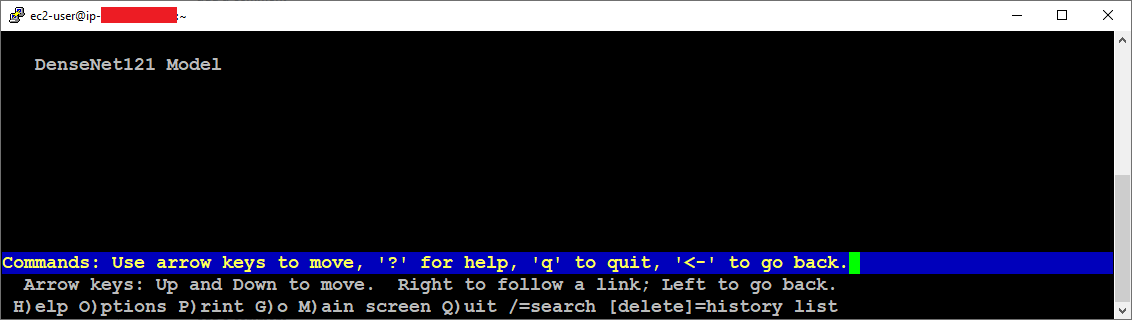 ec2-user@ip- :~
DenseNet121 Model
Commands: Use arrow keys to move, '?' for help, 'q' to quit, '<-' to go back.
Arrow keys: Up and Down to move.  Right to follow a link; Left to go back.
H)elp O)ptions P)rint G)o M)ain screen Q)uit /=search [delete]=history list